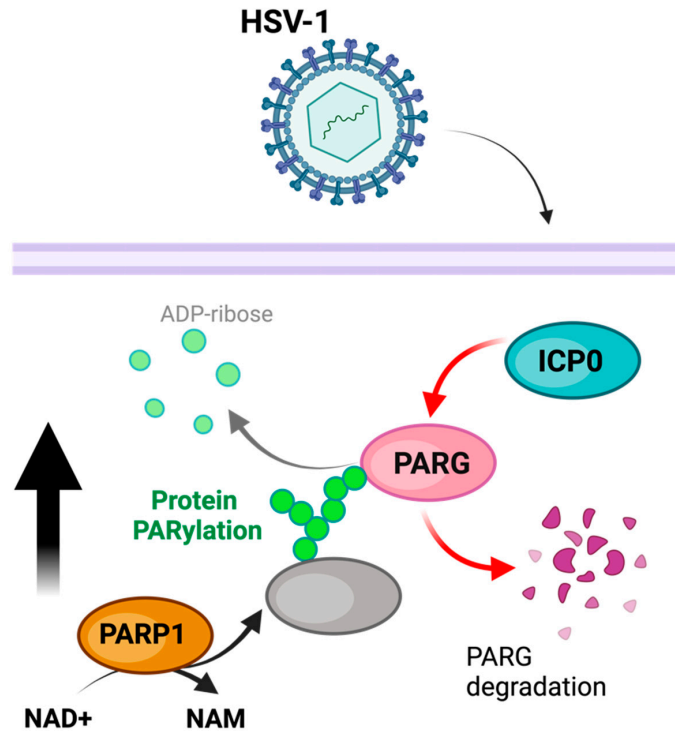 HSV-1
ADP-ribose
ICP0
PARG
Protein
PARylation
PARP1
PARG
degradation
NAD+
NAM